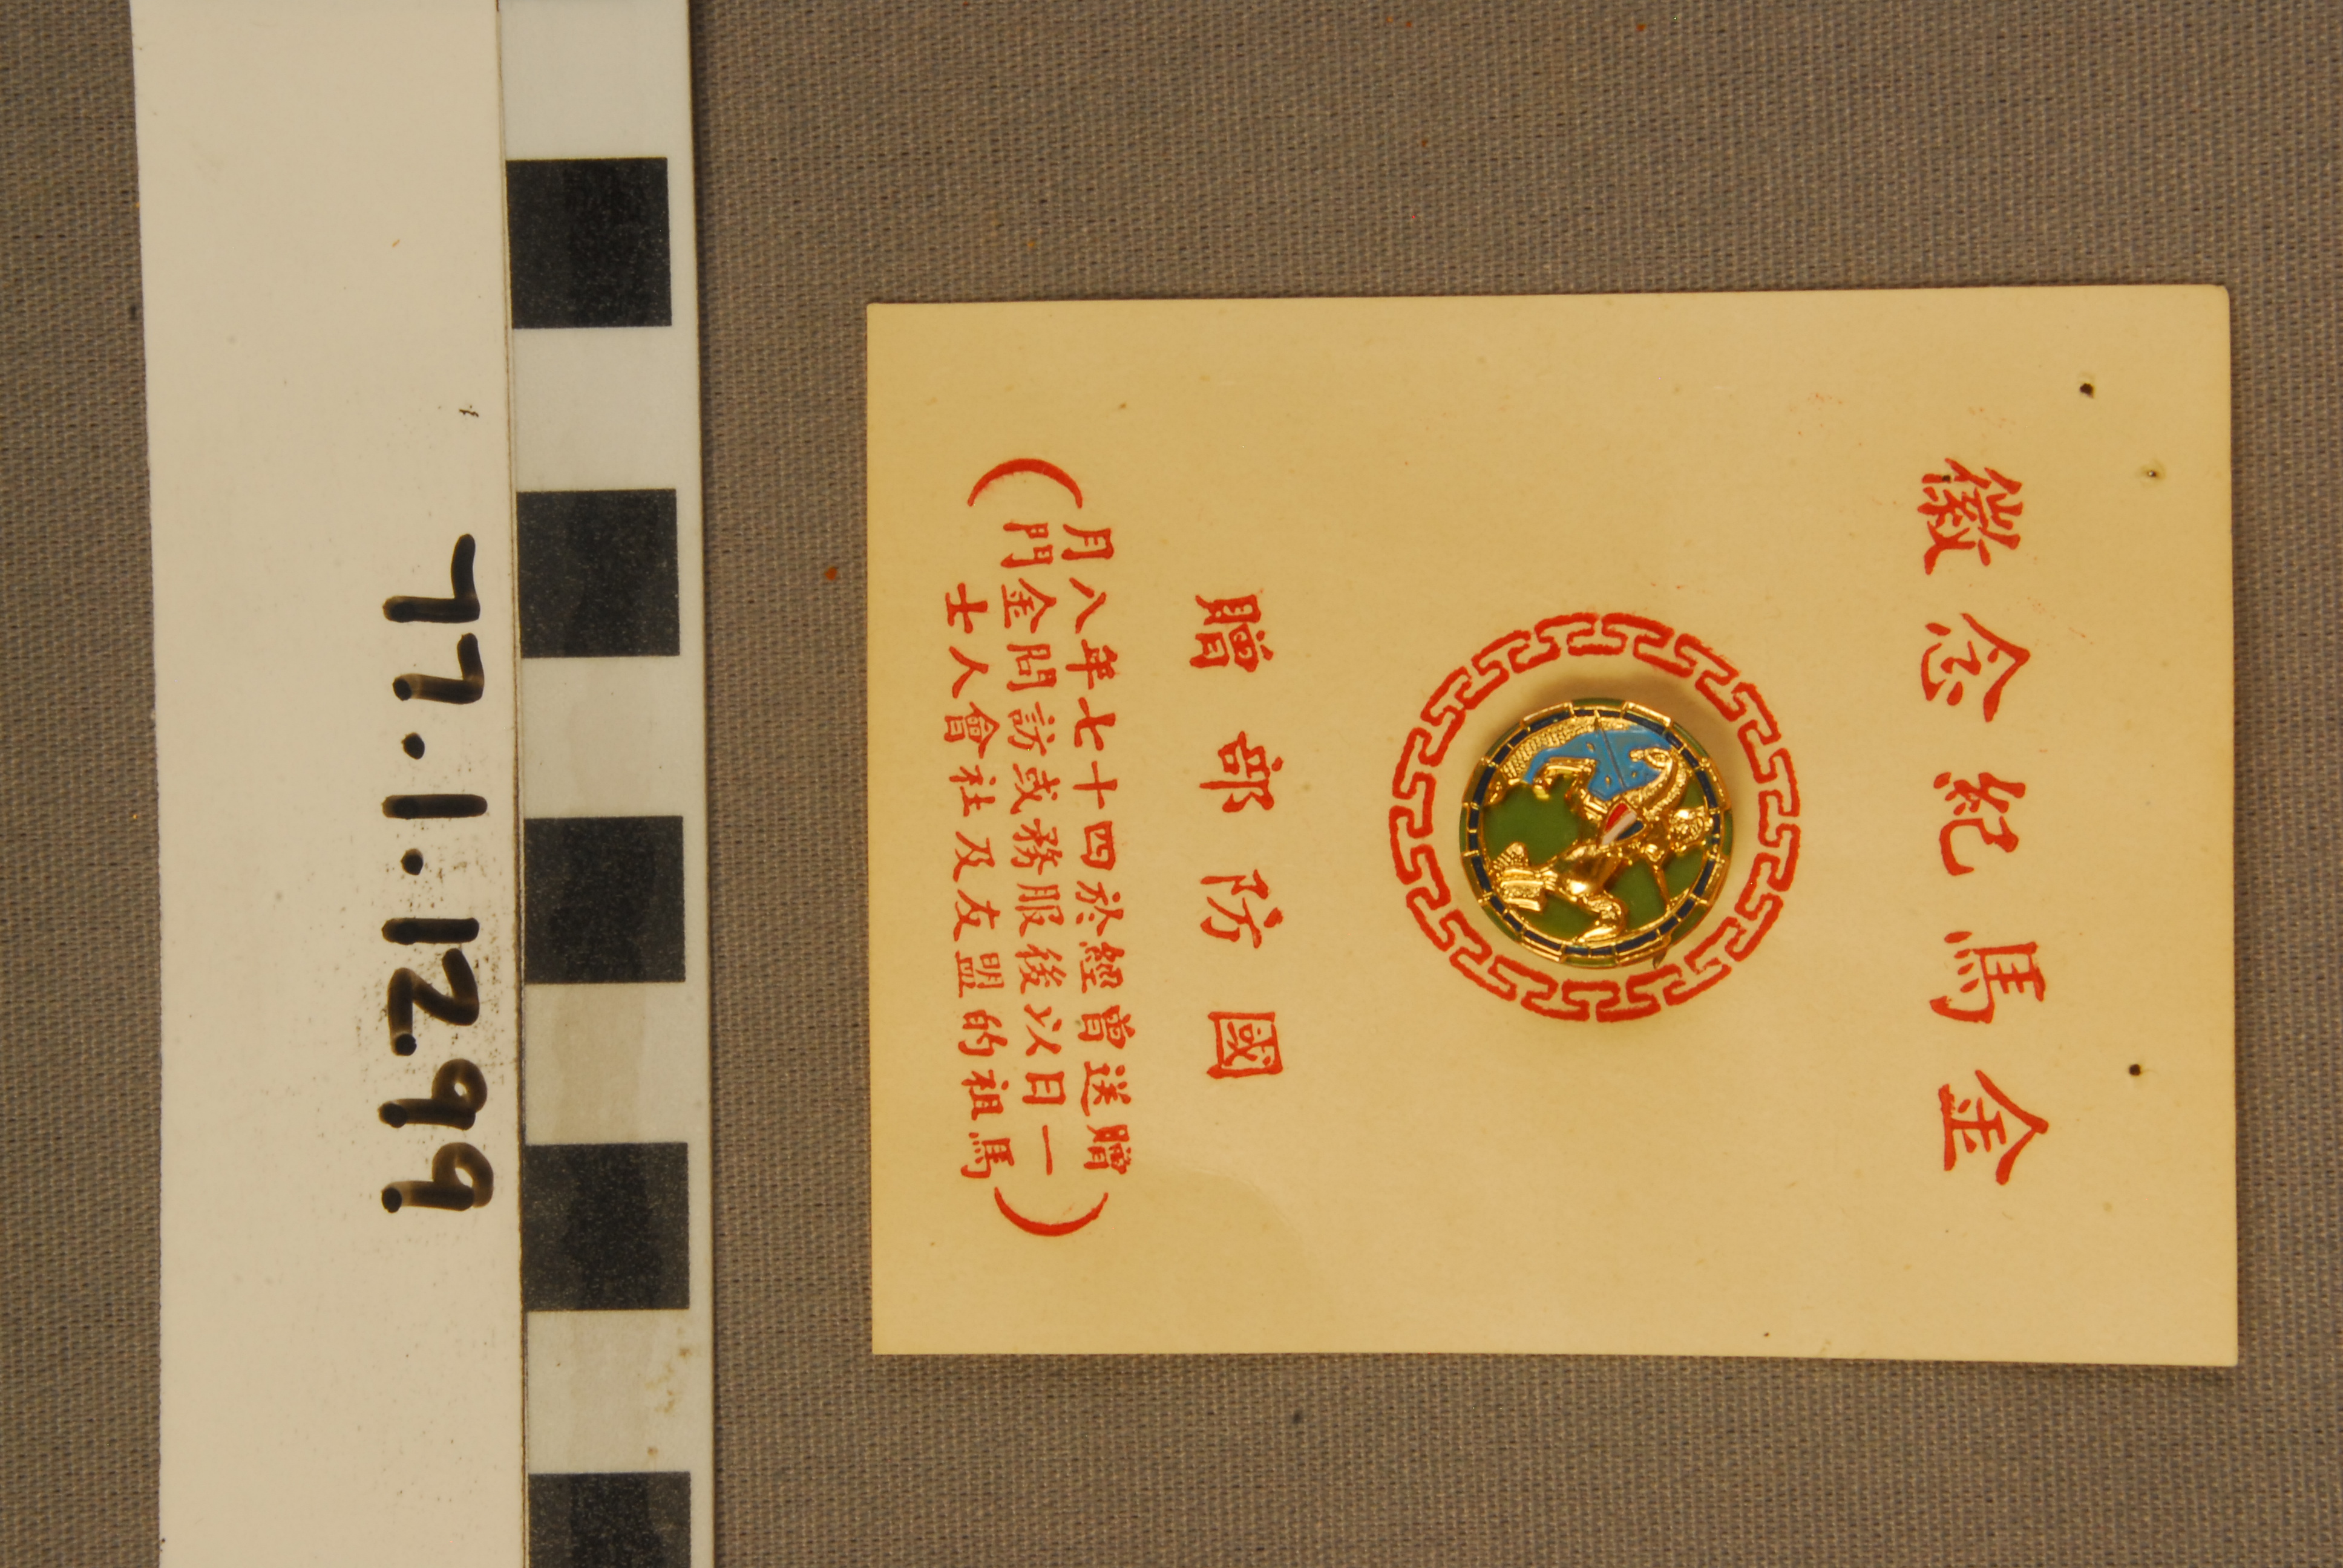 金馬紀念徽
國防部贈
(贈送曾經於四十七年八月
一日以後服務或訪問金門
馬祖的盟友及社會人士)
77.1.1299